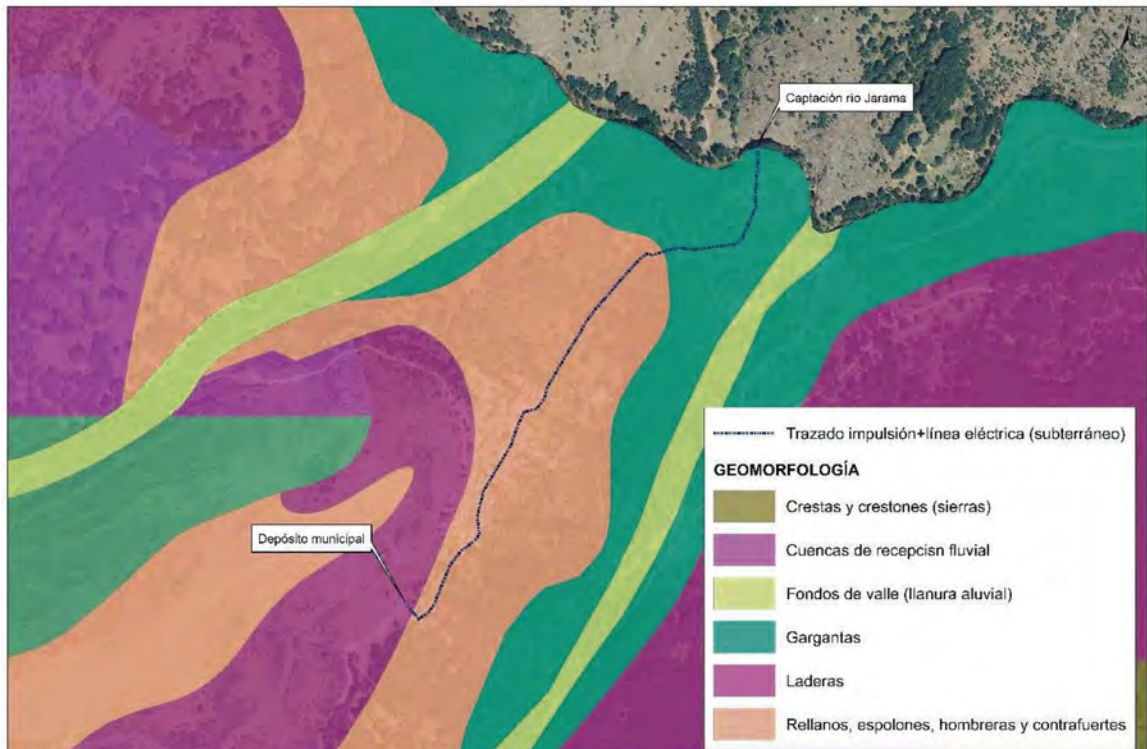 N
Captación río Jarama
Depósito municipal
Trazado impulsión+línea eléctrica (subterráneo)
GEOMORFOLOGÍA
Crestas y crestones (sierras)
Cuencas de recepcisn fluvial
Fondos de valle (llanura aluvial)
Gargantas
Laderas
Rellanos, espolones, hombreras y contrafuertes